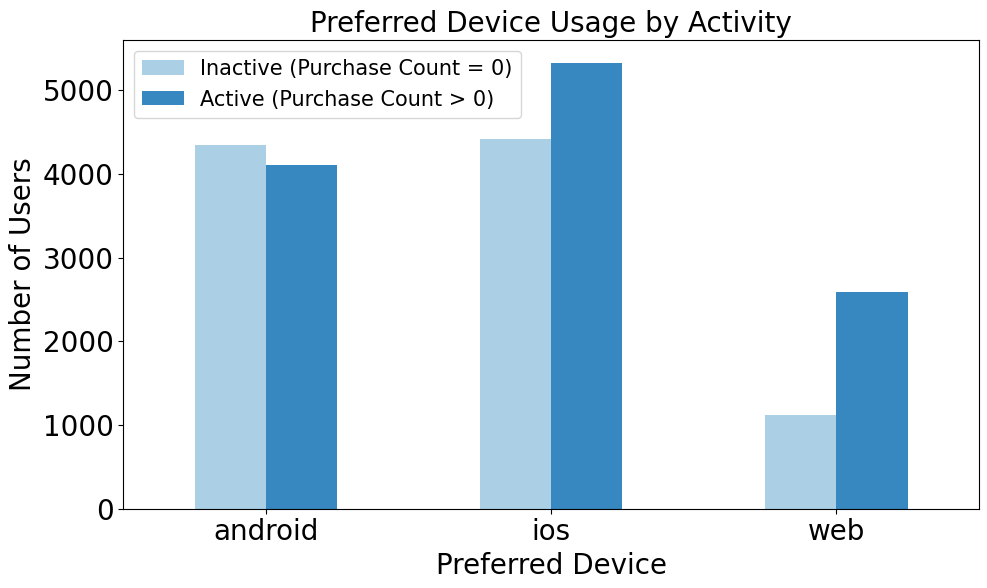 Preferred Device Usage by Activity
Inactive (Purchase Count = 0)
Active (Purchase Count > 0)
Number of Users
5000
4000
3000
2000
1000
0
android
ios
web
Preferred Device